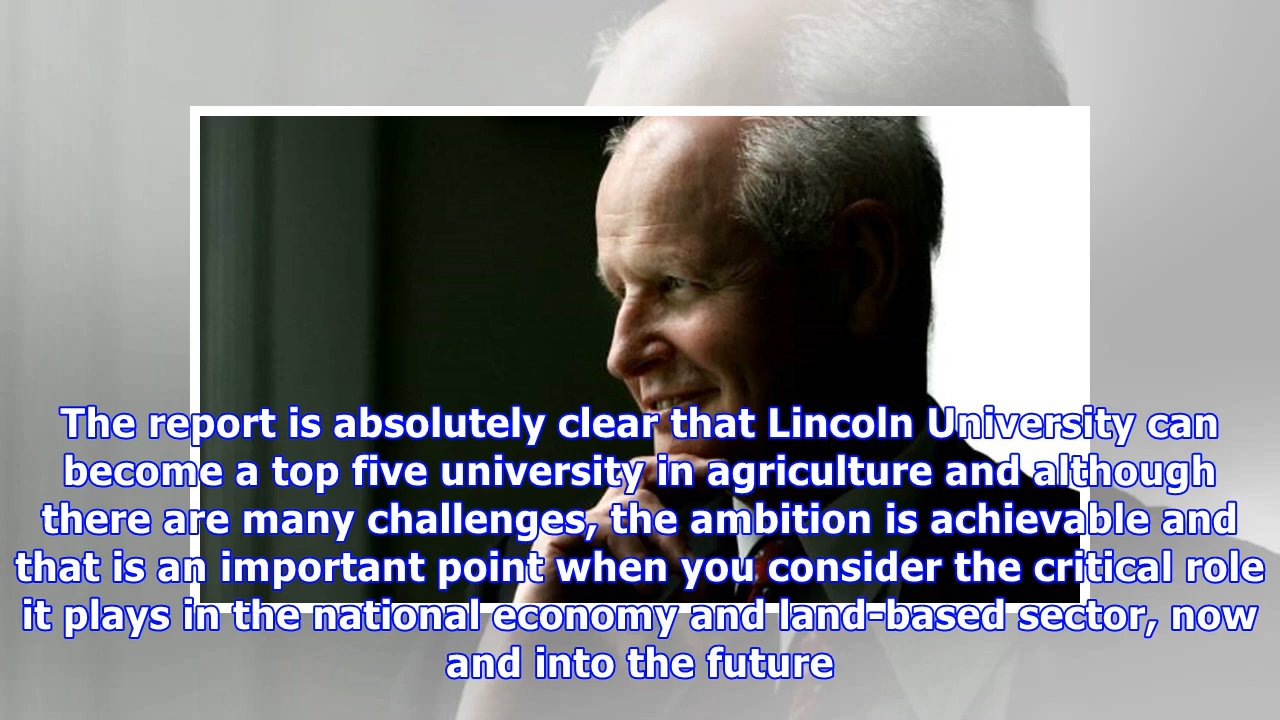 The report is absolutely clear that Lincoln University can
become a top five university in agriculture and although
there are many challenges, the ambition is achievable and
that is an important point when you consider the critical role
it plays in the national economy and land-based sector, now
and into the future